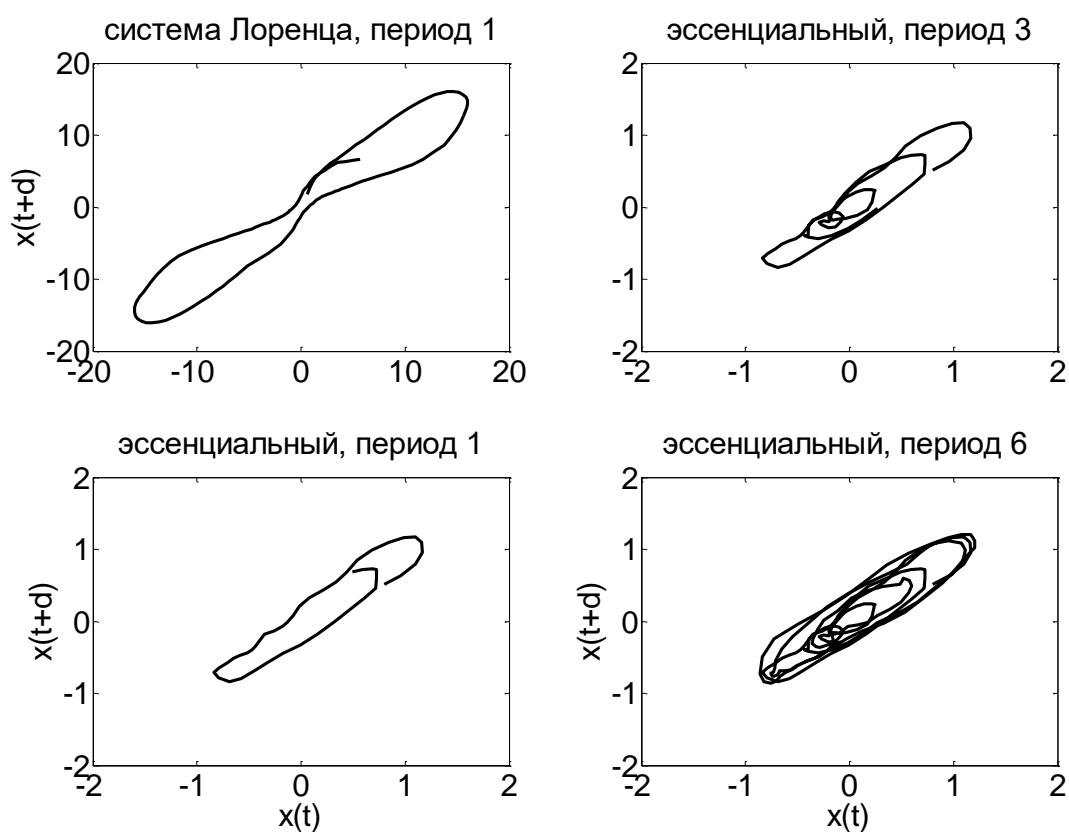 система Лоренца, период 1
20
10
0
-10
-20
x(t+d)
-20 -10 0 10 20
эссенциальный, период 3
2
1
0
-1
-2
-2 -1 0 1 2
эссенциальный, период 1
2
1
0
-1
-2
x(t+d)
-2 -1 0 1 2
x(t)
эссенциальный, период 6
2
1
0
-1
-2
x(t+d)
-2 -1 0 1 2
x(t)